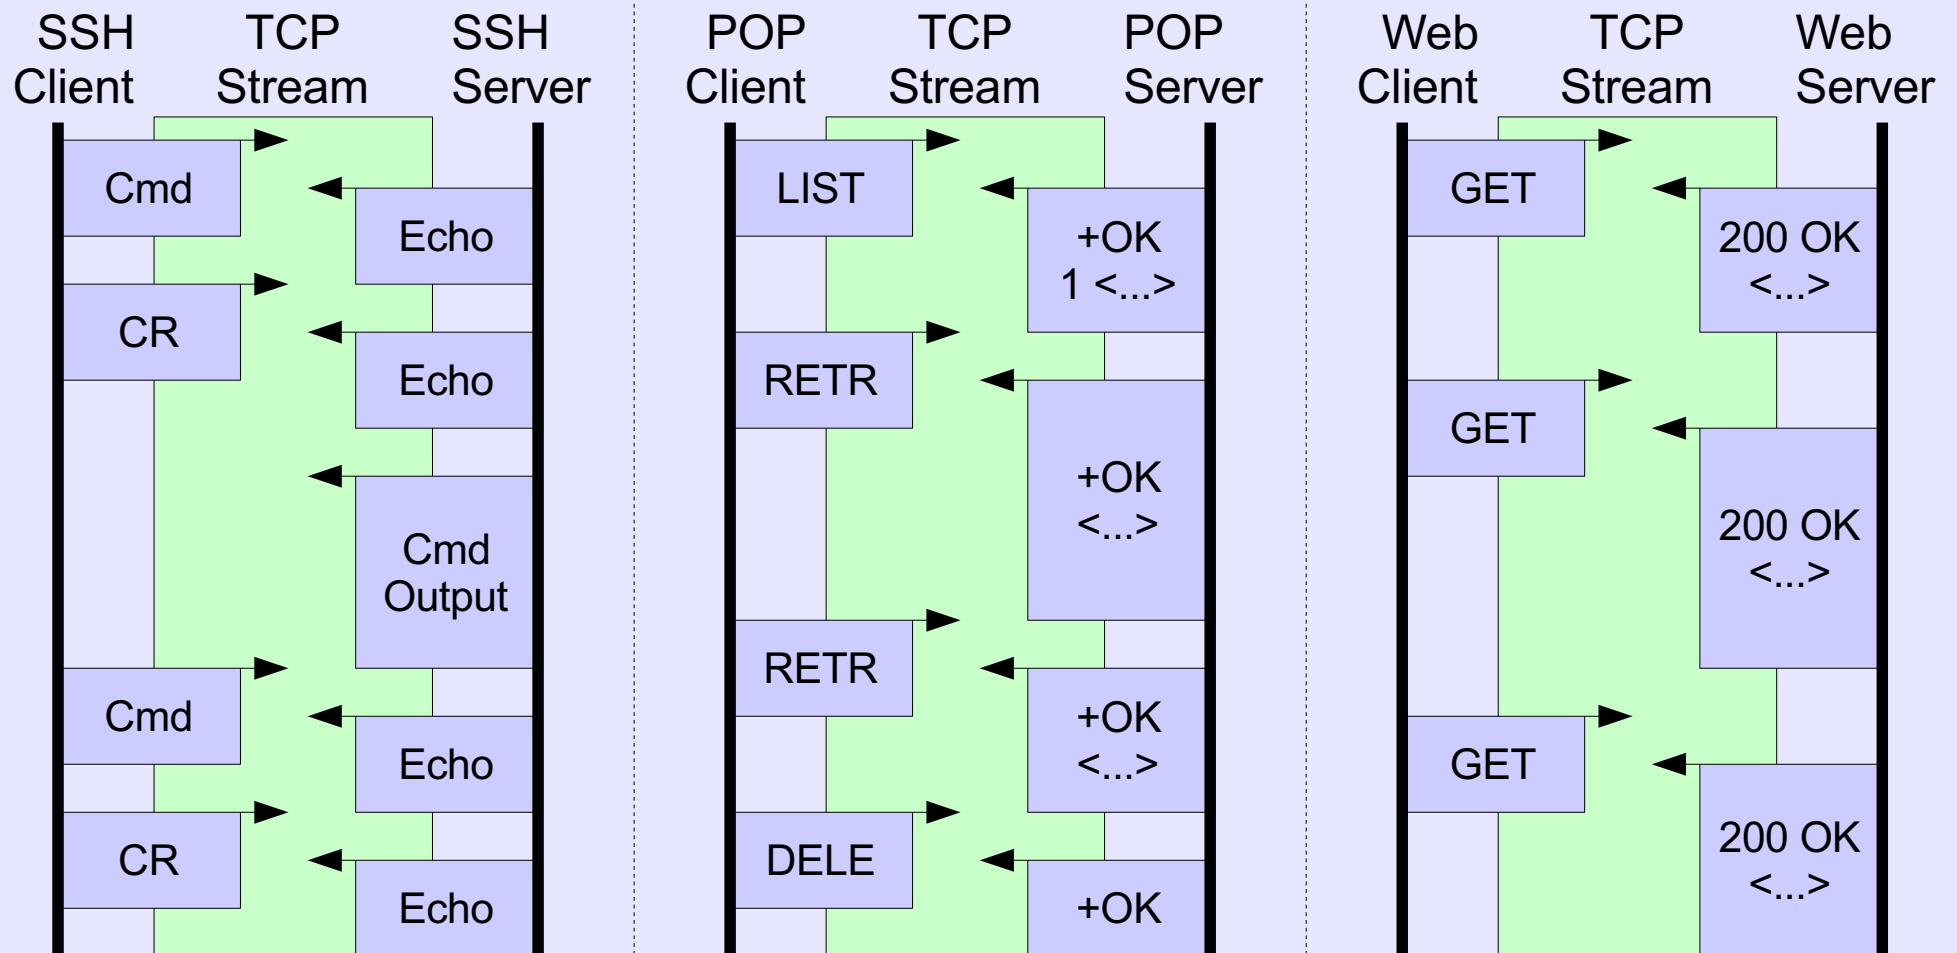 SSH
Client
TCP
Stream
SSH
Server
Cmd
Echo
CR
Echo
Cmd
Output
Cmd
Echo
CR
Echo
POP
Client
TCP
Stream
POP
Server
LIST
+OK
1 <...>
RETR
+OK
<...>
RETR
+OK
<...>
DELE
+OK
Web
Client
TCP
Stream
Web
Server
GET
200 OK
<...>
GET
200 OK
<...>
GET
200 OK
<...>